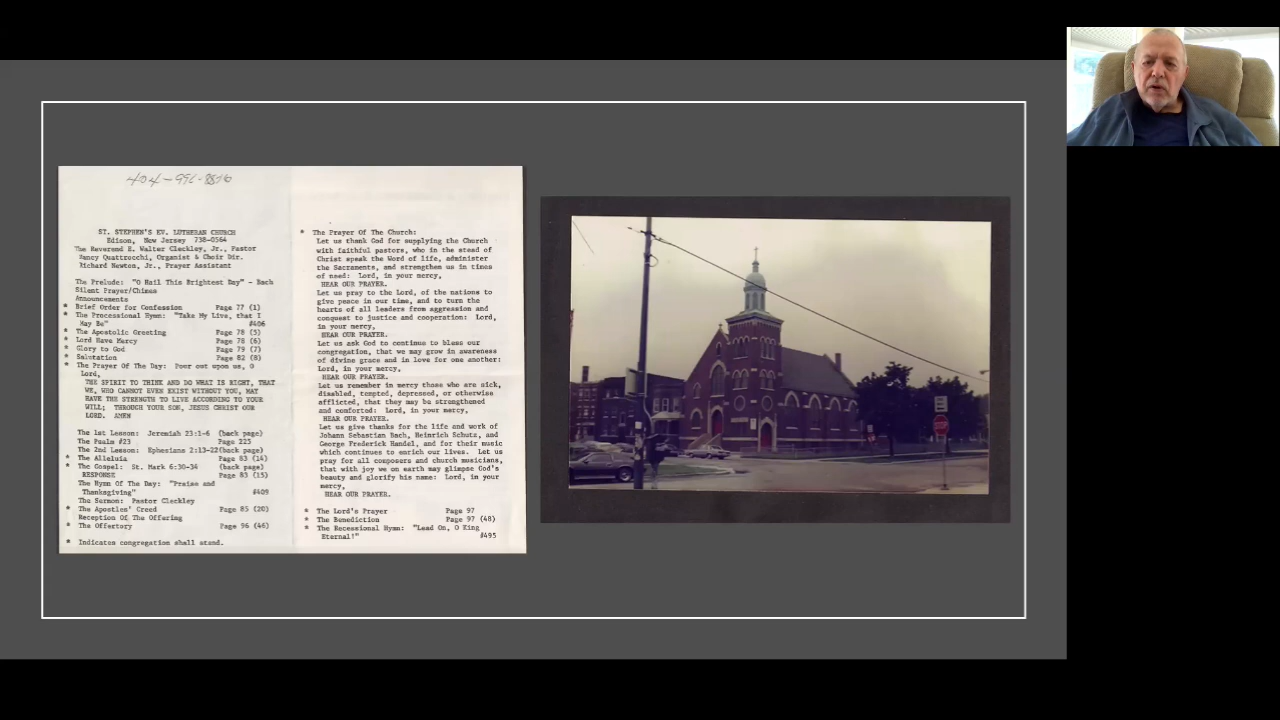 404-996-8816
ST. STEPHEN'S EV. LUTHERAN CHURCH
Edison, New Jersey 738-0564
The Reverend E. Walter Cleckley, Jr., Pastor
Nancy Quattrocchi, Organist & Choir Dir.
Richard Newton, Jr., Prayer Assistant
The Prelude: "O Hail This Brightest Day" - Bach
Silent Prayer/Chimes
Announcements
* Brief Order for Confession Page 77 (1)
* The Processional Hymn: "Take My Live, that I
May Be" #406
* The Apostolic Greeting Page 78 (5)
* Lord Have Mercy Page 78 (6)
* Glory to God Page 79 (7)
* Salutation Page 82 (8)
* The Prayer Of The Day: Pour out upon us, O
Lord,
THE SPIRIT TO THINK AND DO WHAT IS RIGHT, THAT
WE, WHO CANNOT EVEN EXIST WITHOUT YOU, MAY
HAVE THE STRENGTH TO LIVE ACCORDING TO YOUR
WILL; THROUGH YOUR SON, JESUS CHRIST OUR
LORD. AMEN
The 1st Lesson: Jeremiah 23:1-6 (back page)
The Psalm #23 Page 225
The 2nd Lesson: Ephesians 2:13-22(back page)
* The Alleluia Page 83 (14)
* The Gospel: St. Mark 6:30-34 (back page)
RESPONSE Page 83 (15)
The Hymn Of The Day: "Praise and
Thanksgiving" #409
The Sermon: Pastor Cleckley
* The Apostles' Creed Page 85 (20)
Reception Of The Offering
* The Offertory Page 96 (46)
* Indicates congregation shall stand.
* The Prayer Of The Church:
Let us thank God for supplying the Church
with faithful pastors, who in the stead of
Christ speak the Word of life, administer
the Sacraments, and strengthen us in times
of need: Lord, in your mercy,
HEAR OUR PRAYER.
Let us pray to the Lord, of the nations to
give peace in our time, and to turn the
hearts of all leaders from aggression and
conquest to justice and cooperation: Lord,
in your mercy,
HEAR OUR PRAYER.
Let us ask God to continue to bless our
congregation, that we may grow in awareness
of divine grace and in love for one another:
Lord, in your mercy,
HEAR OUR PRAYER.
Let us remember in mercy those who are sick,
disabled, tempted, depressed, or otherwise
afflicted, that they may be strengthened
and comforted: Lord, in your mercy,
HEAR OUR PRAYER.
Let us give thanks for the life and work of
Johann Sebastian Bach, Heinrich Schutz, and
George Frederick Handel, and for their music
which continues to enrich our lives. Let us
pray for all composers and church musicians,
that with joy we on earth may glimpse God's
beauty and glorify his name: Lord, in your
mercy,
HEAR OUR PRAYER.
* The Lord's Prayer Page 97
* The Benediction Page 97 (48)
* The Recessional Hymn: "Lead On, O King
Eternal!" #495